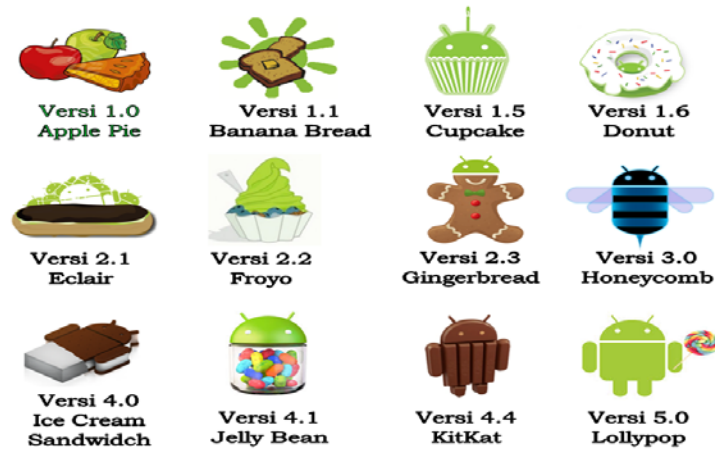 Versi 1.0
Apple Pie
Versi 1.1
Banana Bread
Versi 1.5
Cupcake
Versi 1.6
Donut
Versi 2.1
Eclair
Versi 2.2
Froyo
Versi 2.3
Gingerbread
Versi 3.0
Honeycomb
Versi 4.0
Ice Cream
Sandwidch
Versi 4.1
Jelly Bean
Versi 4.4
KitKat
Versi 5.0
Lollypop